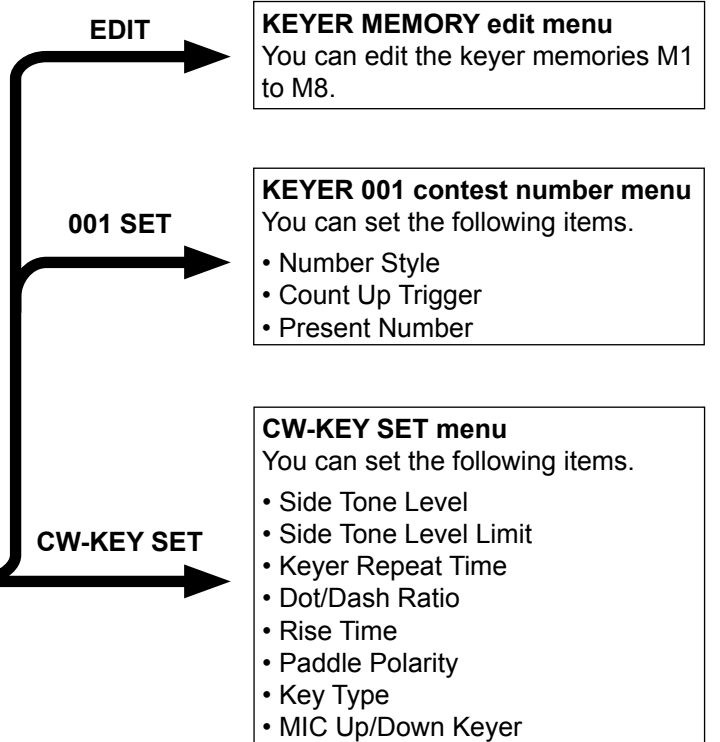 EDIT
KEYER MEMORY edit menu
You can edit the keyer memories M1
to M8.
001 SET
KEYER 001 contest number menu
You can set the following items.
• Number Style
• Count Up Trigger
• Present Number
CW-KEY SET
CW-KEY SET menu
You can set the following items.
• Side Tone Level
• Side Tone Level Limit
• Keyer Repeat Time
• Dot/Dash Ratio
• Rise Time
• Paddle Polarity
• Key Type
• MIC Up/Down Keyer